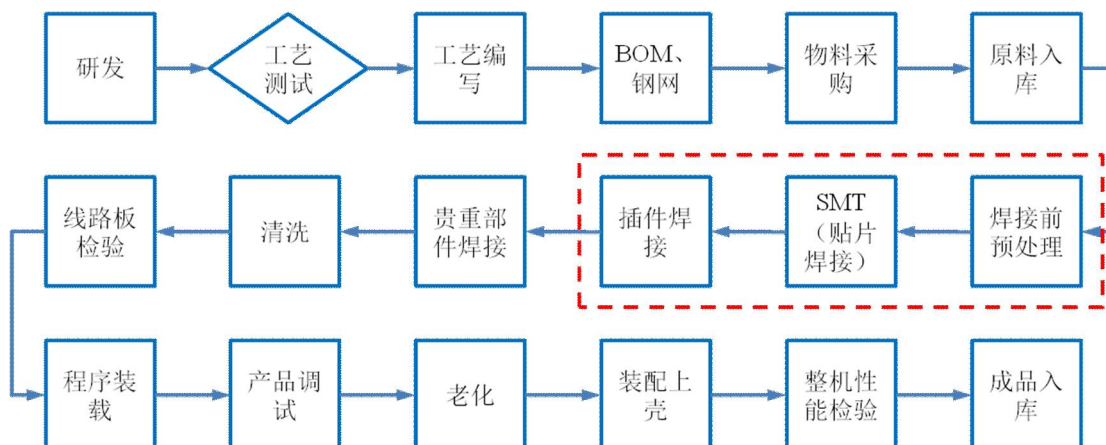 研发
工艺
测试
工艺编
写
BOM、
钢网
物料采
购
原料入
库
线路板
检验
清洗
贵重部
件焊接
插件焊
接
SMT
（贴片
焊接）
焊接前
预处理
程序装
载
产品调
试
老化
装配上
壳
整机性
能检验
成品入
库